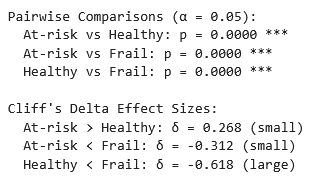 Pairwise Comparisons (α = 0.05):
At-risk vs Healthy: p = 0.0000 ***
At-risk vs Frail: p = 0.0000 ***
Healthy vs Frail: p = 0.0000 ***
Cliff's Delta Effect Sizes:
At-risk > Healthy: δ = 0.268 (small)
At-risk < Frail: δ = -0.312 (small)
Healthy < Frail: δ = -0.618 (large)